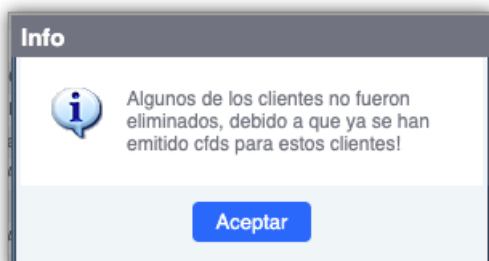 Info
Algunos de los clientes no fueron
eliminados, debido a que ya se han
emitido cfds para estos clientes!
Aceptar